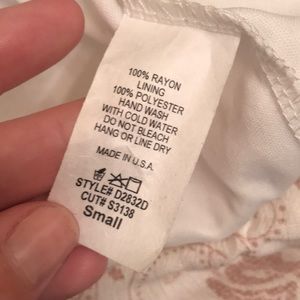 100% RAYON
LINING
100% POLYESTER
HAND WASH
WITH COLD WATER
DO NOT BLEACH
HANG OR LINE DRY
MADE IN U.S.A
STYLE# D2832D
CUT# S3138
Small